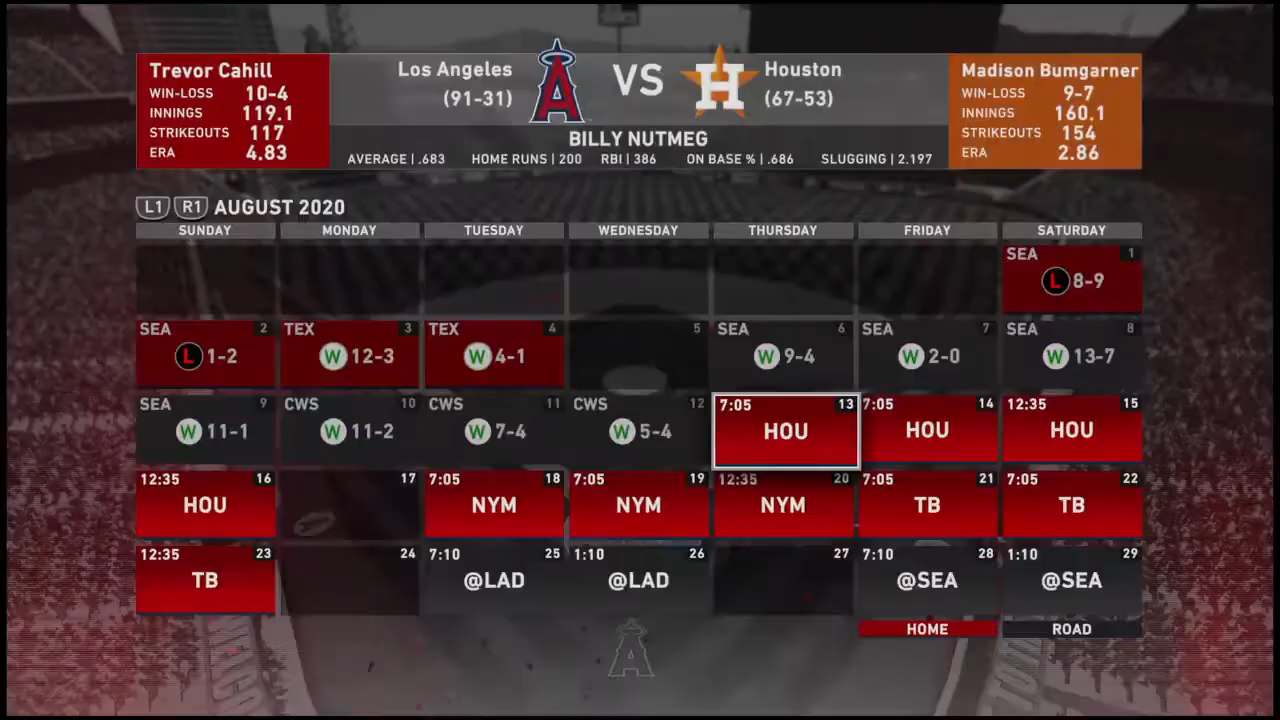 Trevor Cahill
WIN-LOSS 10-4
INNINGS 119.1
STRIKEOUTS 117
ERA 4.83
Los Angeles
(91-31)
A
VS
H
Houston
(67-53)
Madison Bumgarner
WIN-LOSS 9-7
INNINGS 160.1
STRIKEOUTS 154
ERA 2.86
BILLY NUTMEG
AVERAGE | .683 HOME RUNS | 200 RBI | 386 ON BASE % | .686 SLUGGING | 2.197
L1 R1 AUGUST 2020
SUNDAY MONDAY TUESDAY WEDNESDAY THURSDAY FRIDAY SATURDAY
SEA 1
L 8-9
SEA 2 TEX 3 TEX 4 5 SEA 6 SEA 7 SEA 8
L 1-2 W 12-3 W 4-1 W 9-4 W 2-0 W 13-7
SEA 9 CWS 10 CWS 11 CWS 12 7:05 13 7:05 14 12:35 15
W 11-1 W 11-2 W 7-4 W 5-4 HOU HOU HOU
12:35 16 17 7:05 18 7:05 19 12:35 20 7:05 21 7:05 22
HOU NYM NYM NYM TB TB
12:35 23 24 7:10 25 1:10 26 27 7:10 28 1:10 29
TB @LAD @LAD @SEA @SEA
HOME ROAD
A